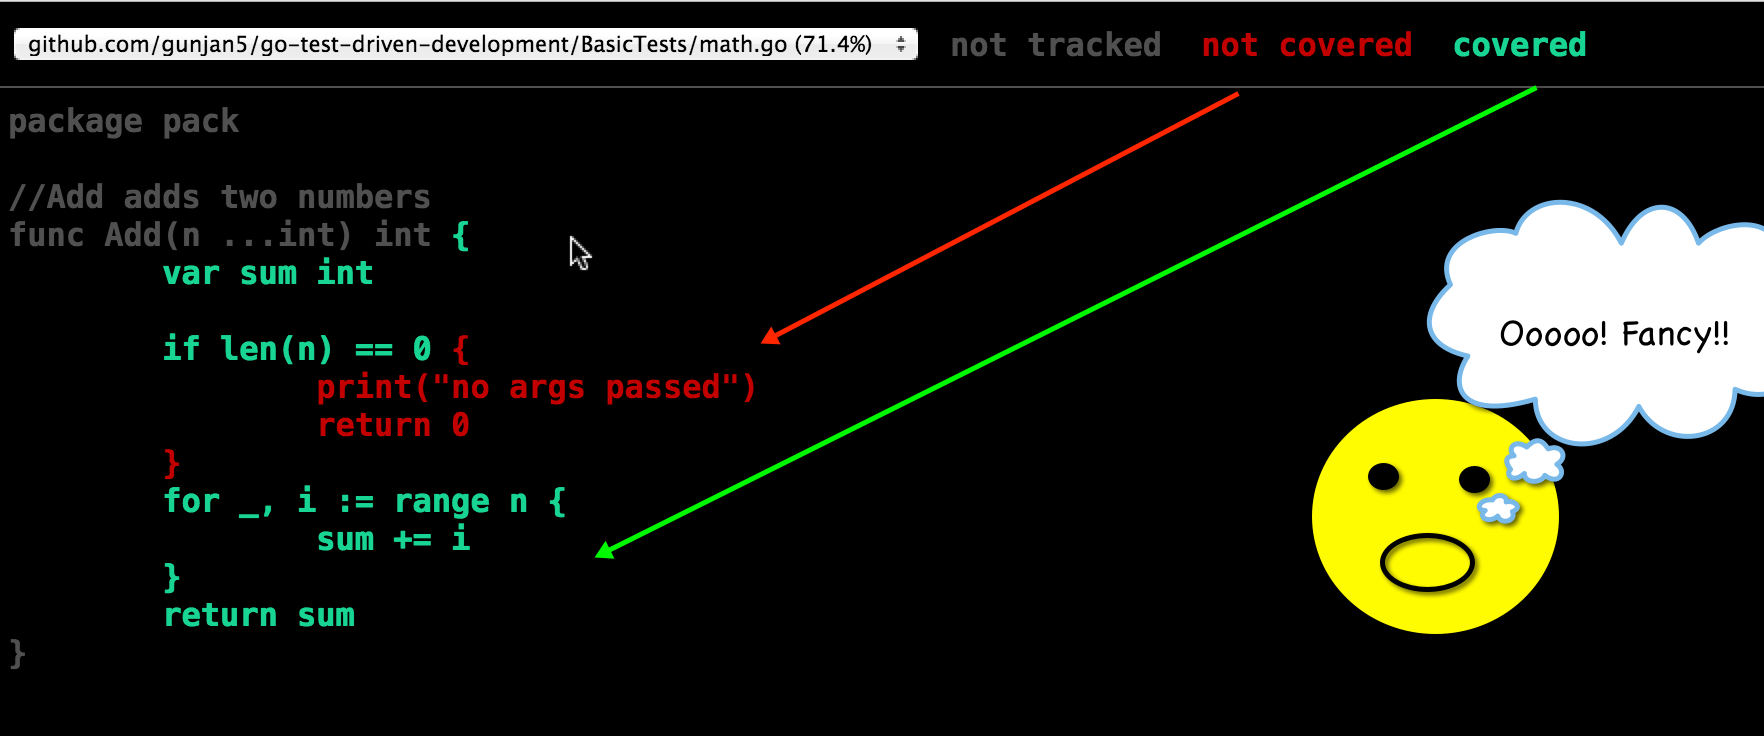 github.com/gunjan5/go-test-driven-development/BasicTests/math.go (71.4%) not tracked not covered covered
package pack
//Add adds two numbers
func Add(n ...int) int {
var sum int
if len(n) == 0 {
print("no args passed")
return 0
}
for _, i := range n {
sum += i
}
return sum
}
Ooooo! Fancy!!